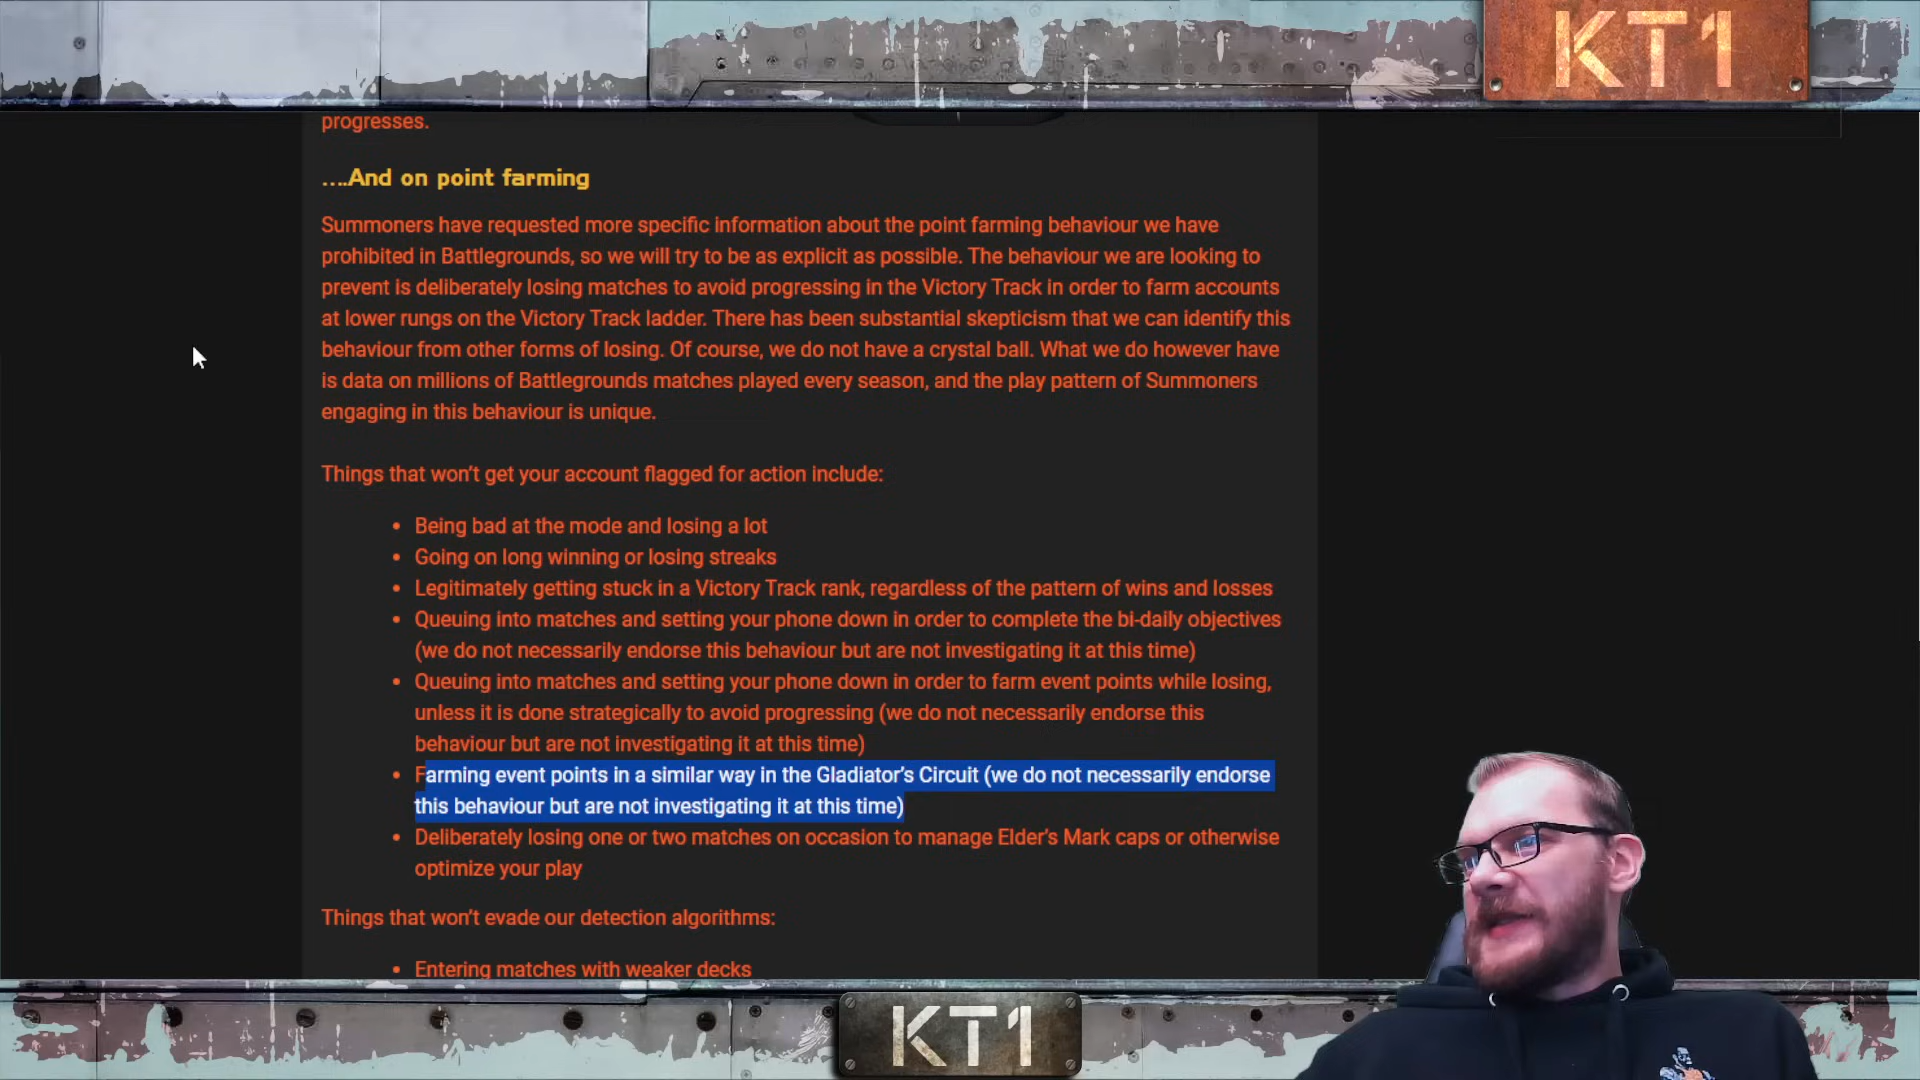 KT1
progresses.
....And on point farming
Summoners have requested more specific information about the point farming behaviour we have
prohibited in Battlegrounds, so we will try to be as explicit as possible. The behaviour we are looking to
prevent is deliberately losing matches to avoid progressing in the Victory Track in order to farm accounts
at lower rungs on the Victory Track ladder. There has been substantial skepticism that we can identify this
behaviour from other forms of losing. Of course, we do not have a crystal ball. What we do however have
is data on millions of Battlegrounds matches played every season, and the play pattern of Summoners
engaging in this behaviour is unique.
Things that won’t get your account flagged for action include:
• Being bad at the mode and losing a lot
• Going on long winning or losing streaks
• Legitimately getting stuck in a Victory Track rank, regardless of the pattern of wins and losses
• Queuing into matches and setting your phone down in order to complete the bi-daily objectives
(we do not necessarily endorse this behaviour but are not investigating it at this time)
• Queuing into matches and setting your phone down in order to farm event points while losing,
unless it is done strategically to avoid progressing (we do not necessarily endorse this
behaviour but are not investigating it at this time)
• Farming event points in a similar way in the Gladiator’s Circuit (we do not necessarily endorse
this behaviour but are not investigating it at this time)
• Deliberately losing one or two matches on occasion to manage Elder’s Mark caps or otherwise
optimize your play
Things that won’t evade our detection algorithms:
• Entering matches with weaker decks
KT1